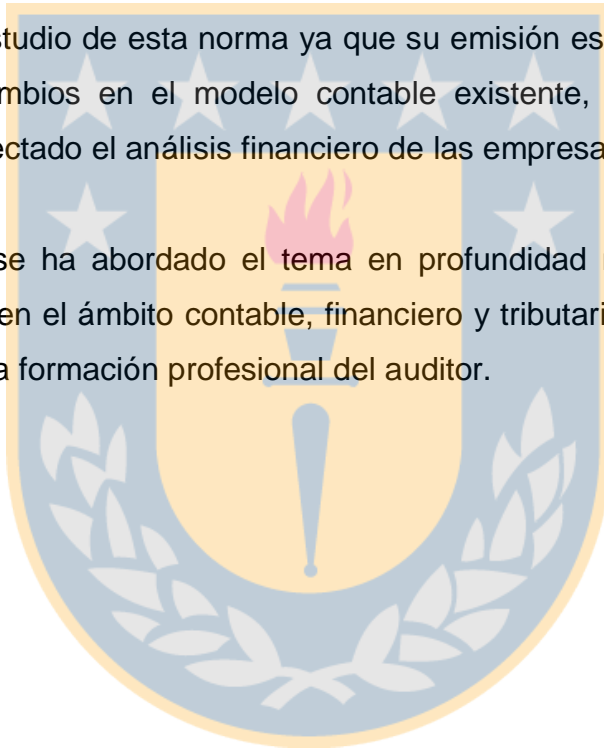 studio de esta norma ya que su emisión es
mbios en el modelo contable existente,
ectado el análisis financiero de las empresa
se ha abordado el tema en profundidad
en el ámbito contable, financiero y tributari
a formación profesional del auditor.